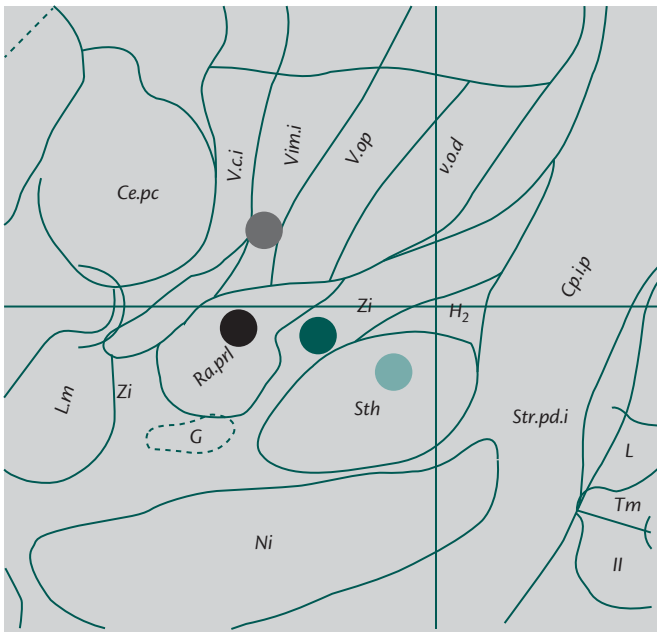 V.c.i
Vim.i
V.op
v.o.d
Ce.pc
Cp.i.p
Zi
H2
Ra.prl
L.m
Zi
Sth
Str.pd.i
G
L
Tm
Ni
II